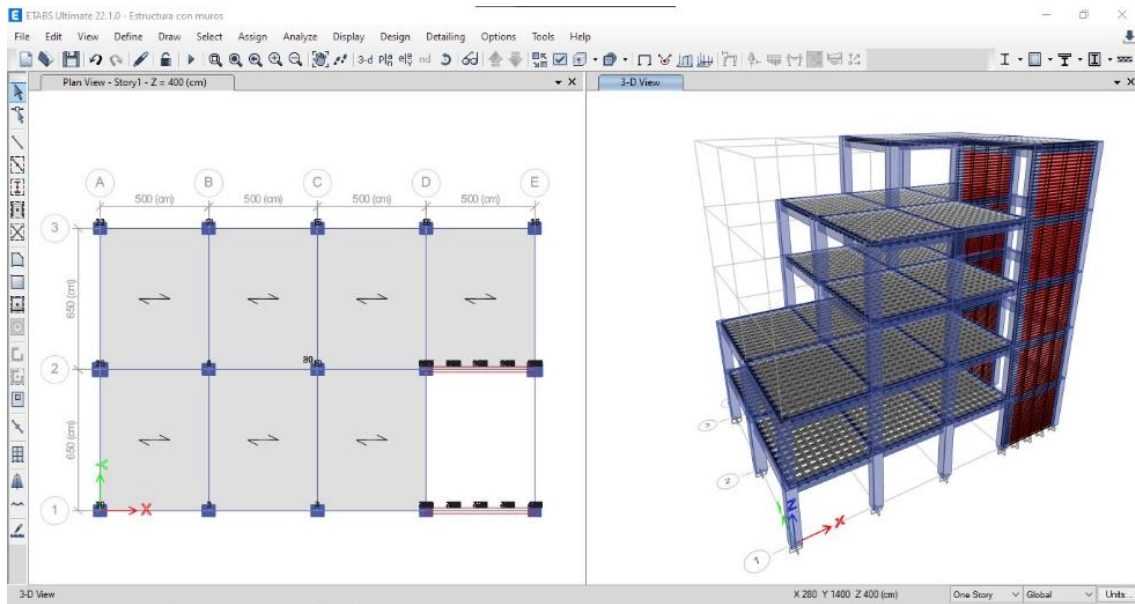 ETABS Ultimate 22.1.0 - Estructura con muros
File Edit View Define Draw Select Assign Analyze Display Design Detailing Options Tools Help
3-d
nd
Plan View - Story1 - Z = 400 (cm)
3-D View
A B C D E
500 (cm) 500 (cm) 500 (cm) 500 (cm)
3
650 (cm)
2
650 (cm)
1
Y
X
3
2
1
Z
X
3-D View
X 280 Y 1400 Z 400 (cm)
One Story
Global
Units...